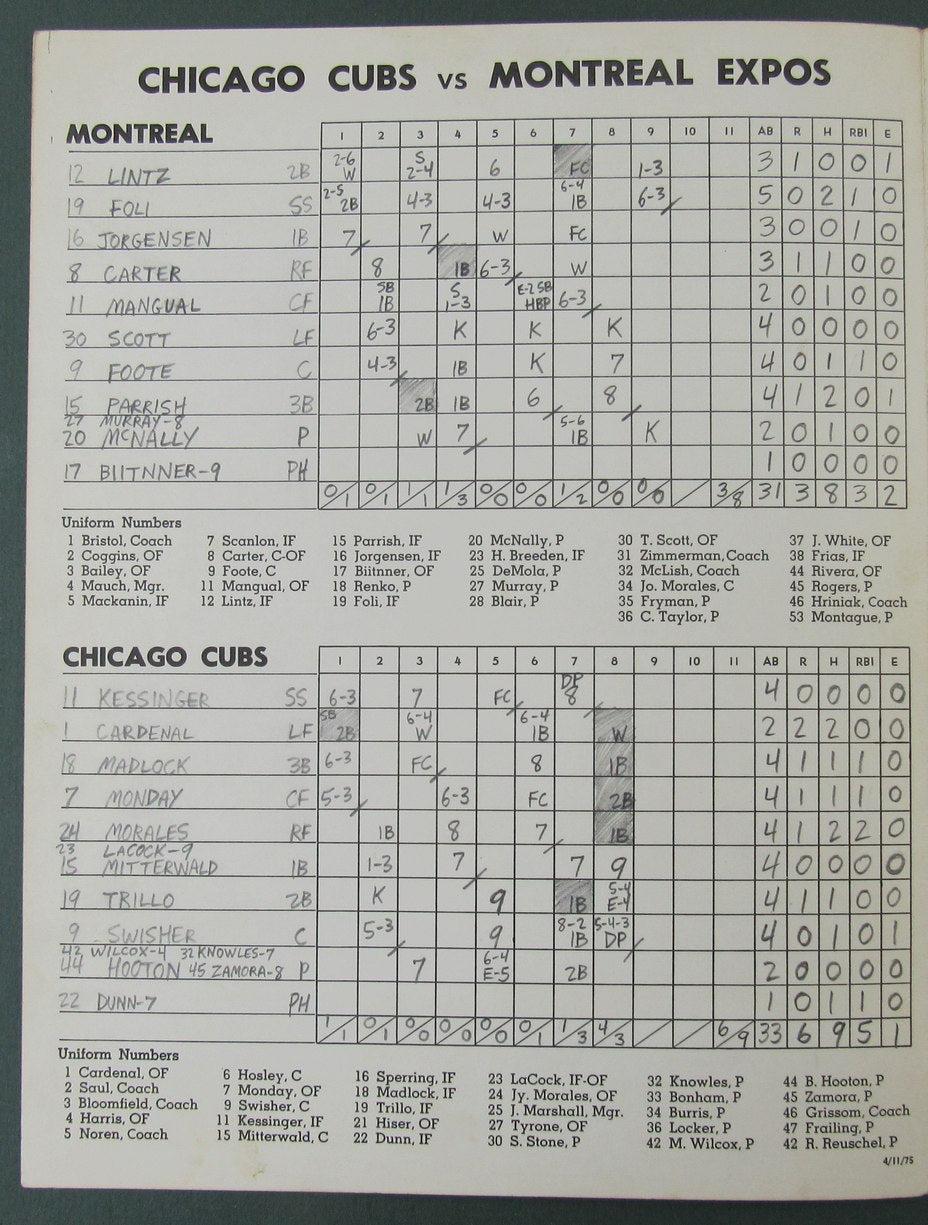 CHICAGO CUBS vs MONTREAL EXPOS
MONTREAL 1 2 3 4 5 6 7 8 9 10 11 AB R H RBI E
12 LINTZ 2B 2-6 W S 2-4 6 FC 1-3 3 1 0 0 1
19 FOLI SS 2-5 2B 4-3 4-3 6-4 1B 6-3 5 0 2 1 0
16 JORGENSEN 1B 7 7 W FC 3 0 0 1 0
8 CARTER RF 8 1B 6-3 W 3 1 1 0 0
11 MANGUAL CF SB 1B S 1-3 E-2 SB HBP 6-3 2 0 1 0 0
30 SCOTT LF 6-3 K K K 4 0 0 0 0
9 FOOTE C 4-3 1B K 7 4 0 1 1 0
15 PARRISH 3B 2B 1B 6 8 4 1 2 0 1
27 MURRAY-8
20 McNALLY P W 7 5-6 1B K 2 0 1 0 0
17 BIITNNER-9 PH 1 0 0 0 0
0/1 0/1 1/1 1/3 0/0 0/0 1/2 0/0 0/0 / 3/8 31 3 8 3 2
Uniform Numbers
1 Bristol, Coach 7 Scanlon, IF 15 Parrish, IF 20 McNally, P 30 T. Scott, OF 37 J. White, OF
2 Coggins, OF 8 Carter, C-OF 16 Jorgensen, IF 23 H. Breeden, IF 31 Zimmerman, Coach 38 Frias, IF
3 Bailey, OF 9 Foote, C 17 Biitner, OF 25 DeMola, P 32 McLish, Coach 44 Rivera, OF
4 Mauch, Mgr. 11 Mangual, OF 18 Renko, P 27 Murray, P 34 Jo. Morales, C 45 Rogers, P
5 Mackanin, IF 12 Lintz, IF 19 Foli, IF 28 Blair, P 35 Fryman, P 46 Hriniak, Coach
36 C. Taylor, P 53 Montague, P
CHICAGO CUBS 1 2 3 4 5 6 7 8 9 10 11 AB R H RBI E
11 KESSINGER SS 6-3 7 FC DP 8 4 0 0 0 0
1 CARDENAL LF SB 2B 6-4 W 6-4 1B W 2 2 2 0 0
18 MADLOCK 3B 6-3 FC 8 1B 4 1 1 1 0
7 MONDAY CF 5-3 6-3 FC 2B 4 1 1 1 0
24 MORALES RF 1B 8 7 1B 4 1 2 2 0
23 LACOCK-9
15 MITTERWALD 1B 1-3 7 7 9 4 0 0 0 0
19 TRILLO 2B K 9 1B 5-4 E-4 4 1 1 0 0
9 SWISHER C 5-3 9 8-2 1B 5-4-3 DP 4 0 1 0 1
42 WILCOX-4 32 KNOWLES-7
44 HOOTON 45 ZAMORA-8 P 7 6-4 E-5 2B 2 0 0 0 0
22 DUNN-7 PH 1 0 1 1 0
1/1 0/1 0/0 0/0 0/0 0/1 1/3 4/3 / / 6/9 33 6 9 5 1
Uniform Numbers
1 Cardenal, OF 6 Hosley, C 16 Sperring, IF 23 LaCock, IF-OF 32 Knowles, P 44 B. Hooton, P
2 Saul, Coach 7 Monday, OF 18 Madlock, IF 24 Jy. Morales, OF 33 Bonham, P 45 Zamora, P
3 Bloomfield, Coach 9 Swisher, C 19 Trillo, IF 25 J. Marshall, Mgr. 34 Burris, P 46 Grissom, Coach
4 Harris, OF 11 Kessinger, IF 21 Hiser, OF 27 Tyrone, OF 36 Locker, P 47 Frailing, P
5 Noren, Coach 15 Mitterwald, C 22 Dunn, IF 30 S. Stone, P 42 M. Wilcox, P 42 R. Reuschel, P
4/11/75